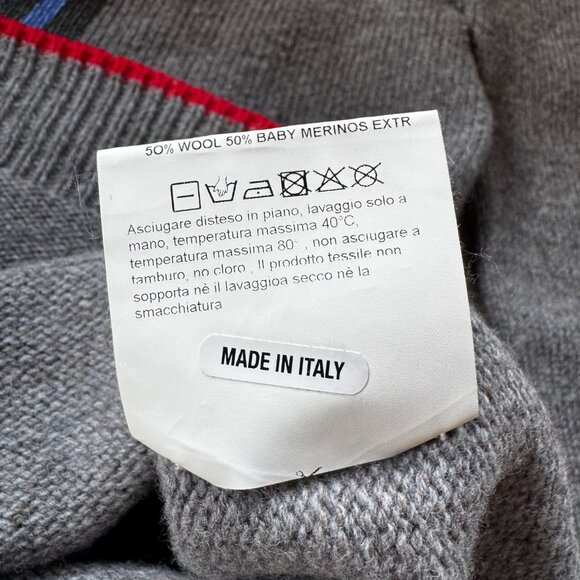 50% WOOL 50% BABY MERINOS EXTR
Asciugare disteso in piano, lavaggio solo a
mano, temperatura massima 40°C,
temperatura massima 80° , non asciugare a
tamburo, no cloro , Il prodotto tessile non
sopporta nè il lavaggioa secco nè la
smacchiatura
MADE IN ITALY